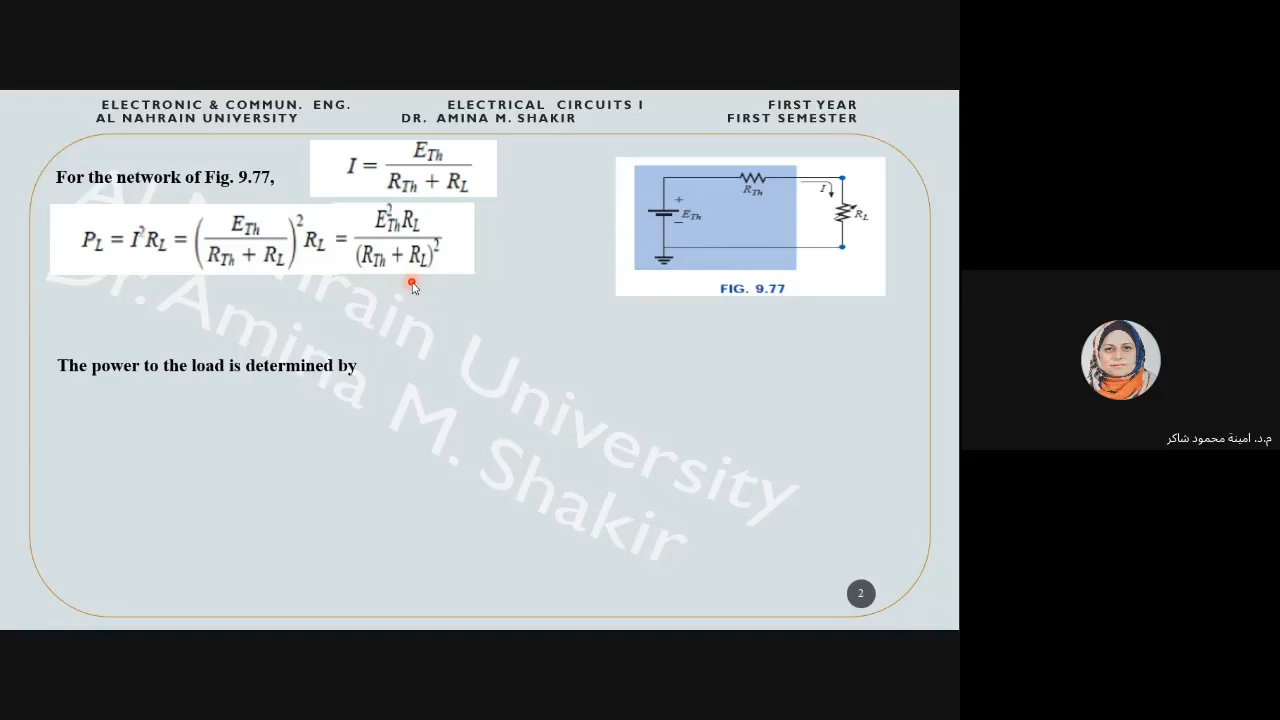 ELECTRONIC & COMMUN. ENG. ELECTRICAL CIRCUITS I FIRST YEAR
AL NAHRAIN UNIVERSITY DR. AMINA M. SHAKIR FIRST SEMESTER
For the network of Fig. 9.77,
I = E_Th / (R_Th + R_L)
P_L = I²R_L = (E_Th / (R_Th + R_L))² R_L = E²_Th R_L / (R_Th + R_L)²
R_Th
I
+
E_Th
−
R_L
FIG. 9.77
The power to the load is determined by
Al Nahrain University
Dr. Amina M. Shakir
2
م.د. امينة محمود شاكر